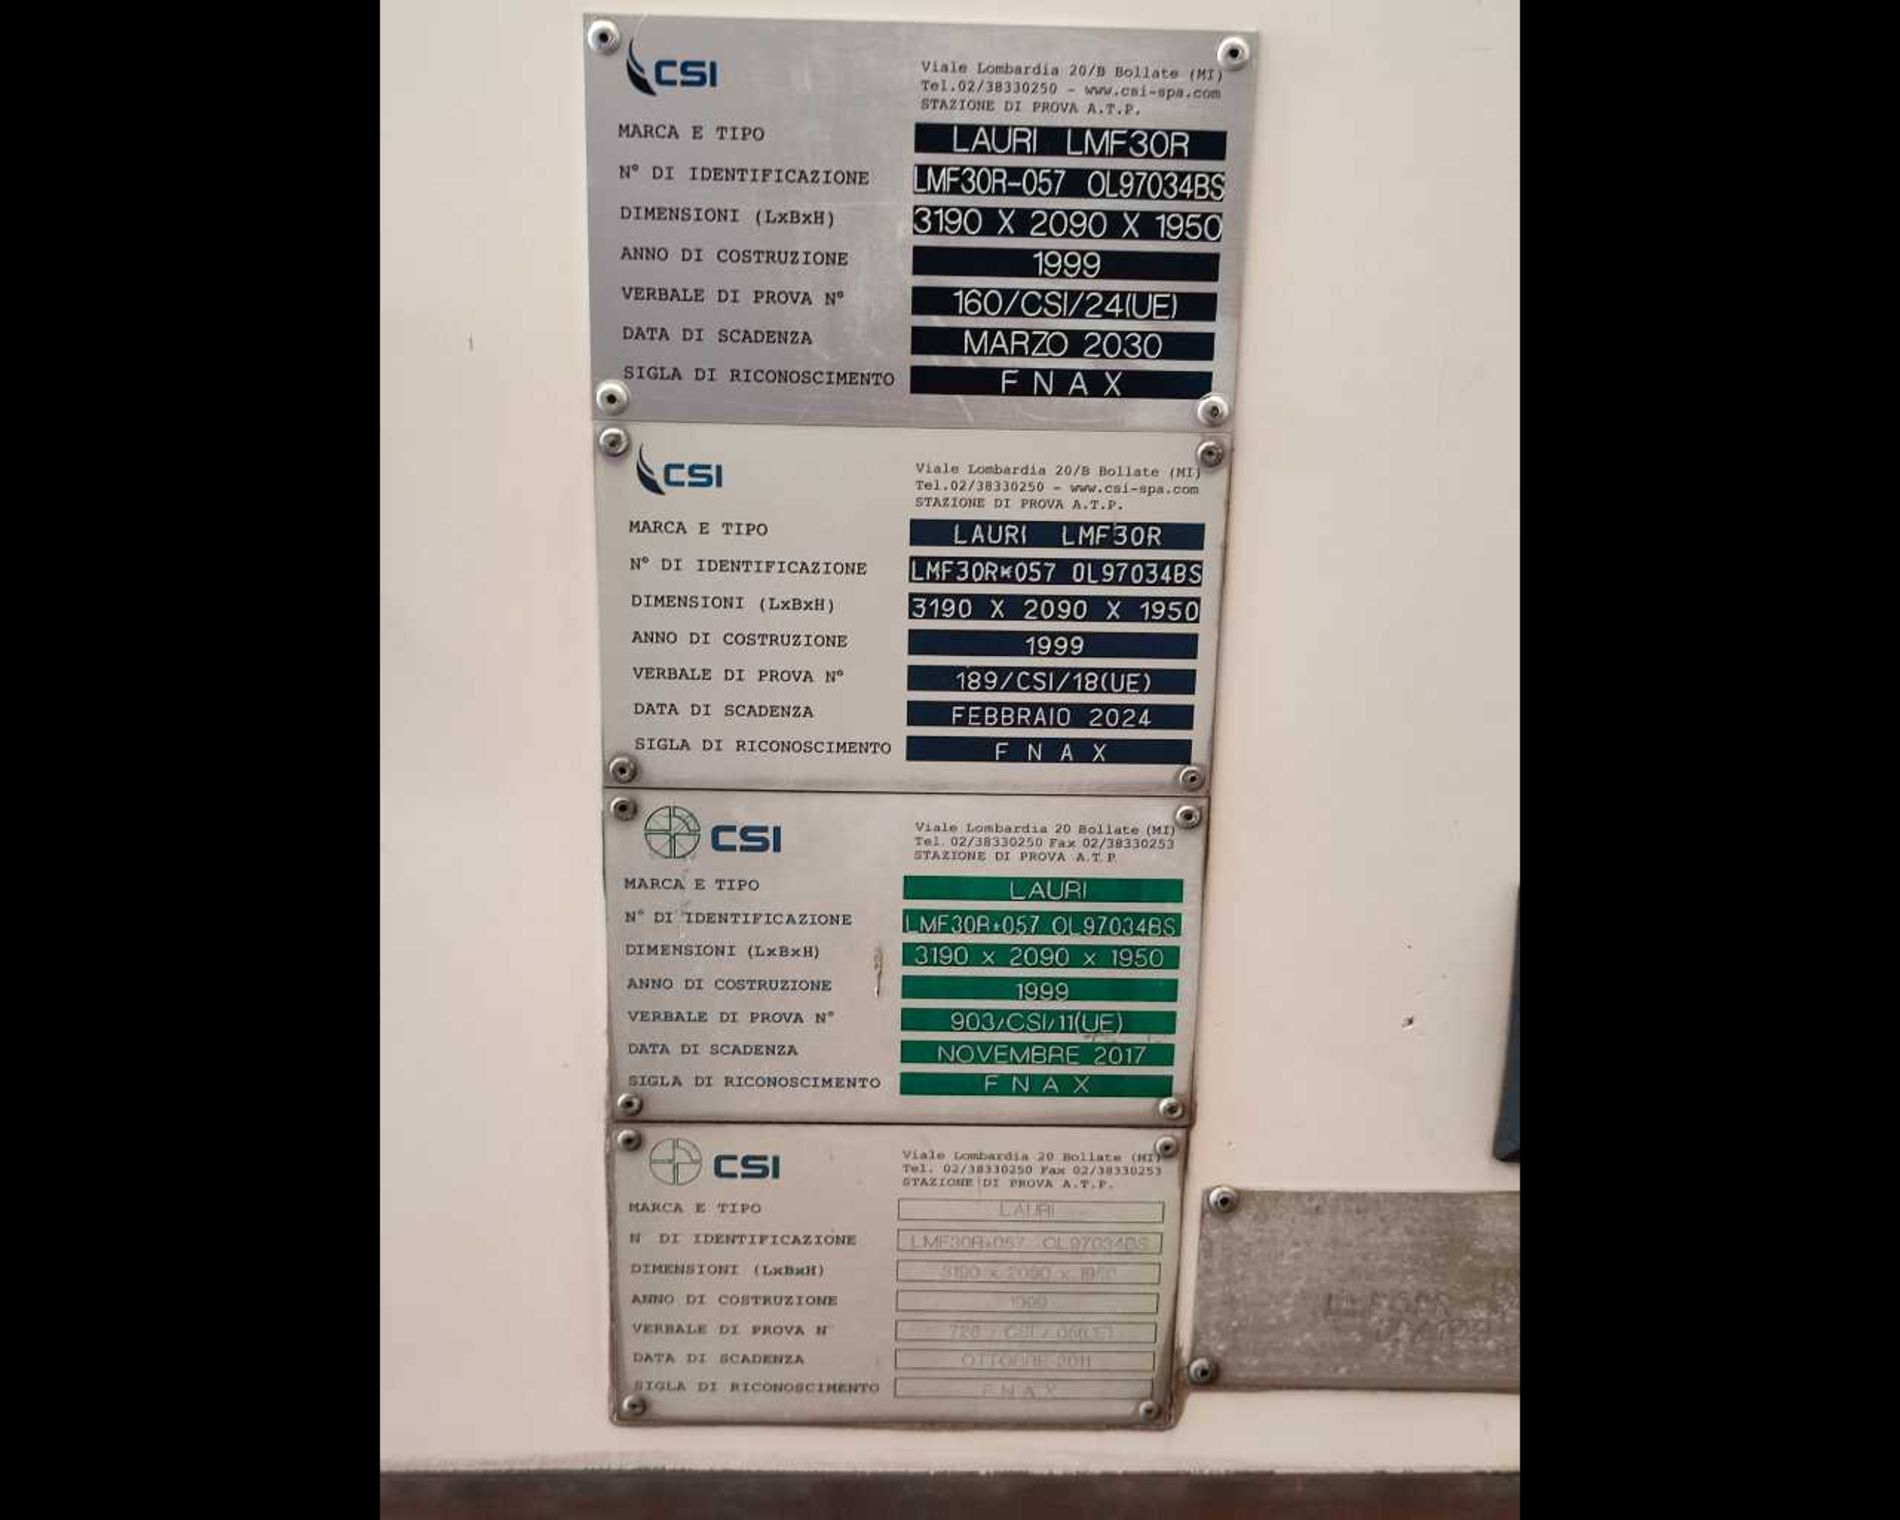 CSI
Viale Lombardia 20/B Bollate (MI)
Tel.02/38330250 - www.csi-spa.com
STAZIONE DI PROVA A.T.P.
MARCA E TIPO LAURI LMF30R
N° DI IDENTIFICAZIONE LMF30R-057 OL97034BS
DIMENSIONI (LxBxH) 3190 X 2090 X 1950
ANNO DI COSTRUZIONE 1999
VERBALE DI PROVA N° 160/CSI/24(UE)
DATA DI SCADENZA MARZO 2030
SIGLA DI RICONOSCIMENTO F N A X
CSI
Viale Lombardia 20/B Bollate (MI)
Tel.02/38330250 - www.csi-spa.com
STAZIONE DI PROVA A.T.P.
MARCA E TIPO LAURI LMF30R
N° DI IDENTIFICAZIONE LMF30R*057 0L97034BS
DIMENSIONI (LxBxH) 3190 X 2090 X 1950
ANNO DI COSTRUZIONE 1999
VERBALE DI PROVA N° 189/CSI/18(UE)
DATA DI SCADENZA FEBBRAIO 2024
SIGLA DI RICONOSCIMENTO F N A X
CSI
Viale Lombardia 20 Bollate (MI)
Tel. 02/38330250 Fax 02/38330253
STAZIONE DI PROVA A.T.P.
MARCA E TIPO LAURI
N° DI IDENTIFICAZIONE LMF30R*057 OL97034BS
DIMENSIONI (LxBxH) 3190 x 2090 x 1950
ANNO DI COSTRUZIONE 1999
VERBALE DI PROVA N° 903/CSI/11(UE)
DATA DI SCADENZA NOVEMBRE 2017
SIGLA DI RICONOSCIMENTO F N A X
CSI
Viale Lombardia 20 Bollate (MI)
Tel. 02/38330250 Fax 02/38330253
STAZIONE DI PROVA A.T.P.
MARCA E TIPO LAURI
N DI IDENTIFICAZIONE LMF30R*057 OL97034BS
DIMENSIONI (LxBxH) 3190 x 2090 x 1950
ANNO DI COSTRUZIONE 1999
VERBALE DI PROVA N
DATA DI SCADENZA OTTOBRE 2011
SIGLA DI RICONOSCIMENTO F N A X